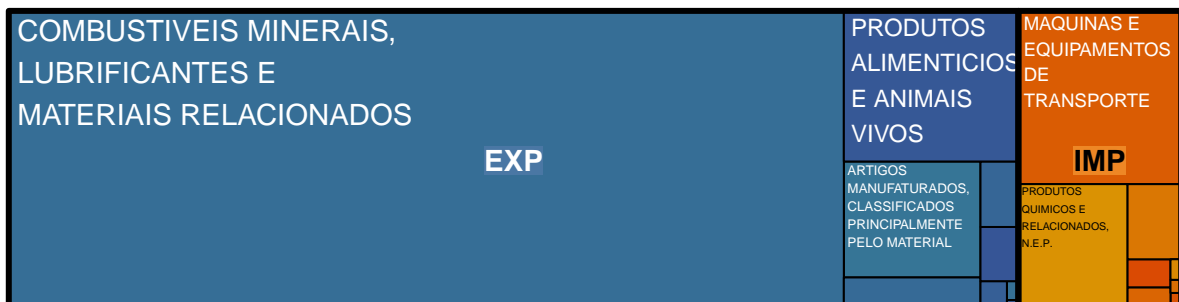 COMBUSTIVEIS MINERAIS,
LUBRIFICANTES E
MATERIAIS RELACIONADOS
EXP
PRODUTOS
ALIMENTICIOS
E ANIMAIS
VIVOS
ARTIGOS
MANUFATURADOS,
CLASSIFICADOS
PRINCIPALMENTE
PELO MATERIAL
MAQUINAS E
EQUIPAMENTOS
DE
TRANSPORTE
IMP
PRODUTOS
QUIMICOS E
RELACIONADOS,
N.E.P.